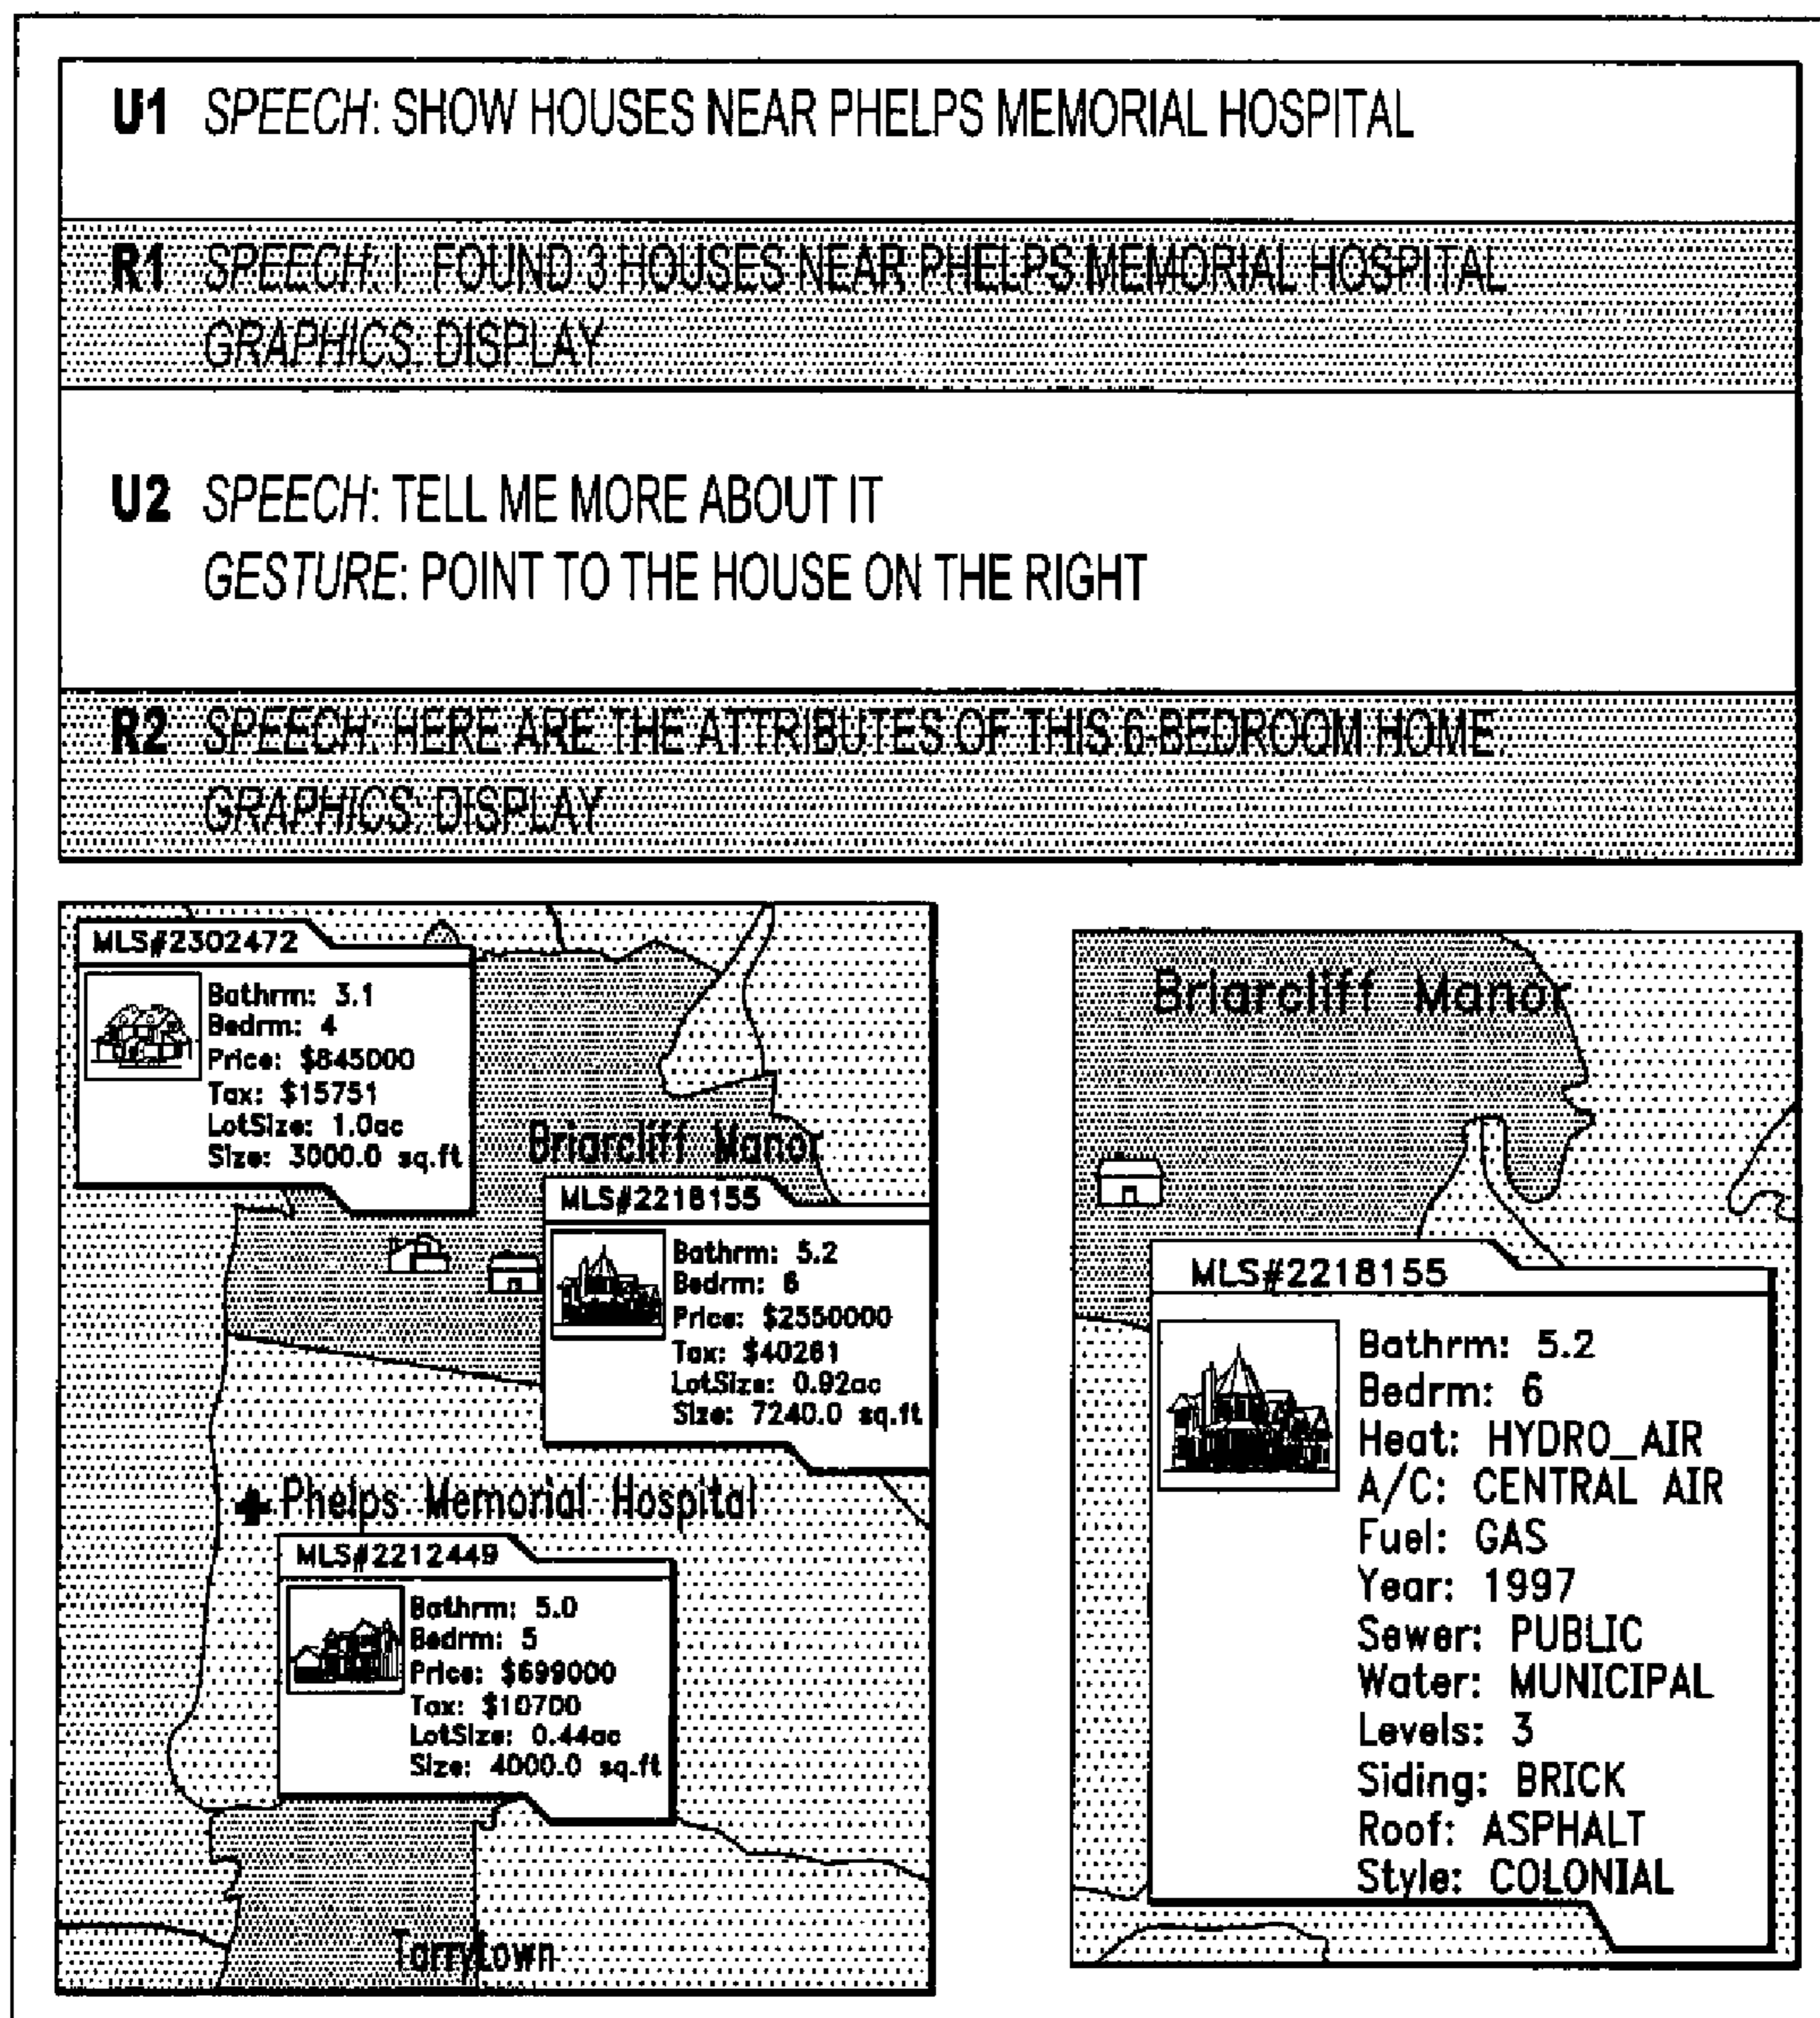 U1 SPEECH: SHOW HOUSES NEAR PHELPS MEMORIAL HOSPITAL
R1 SPEECH: I FOUND 3 HOUSES NEAR PHELPS MEMORIAL HOSPITAL
GRAPHICS: DISPLAY
U2 SPEECH: TELL ME MORE ABOUT IT
GESTURE: POINT TO THE HOUSE ON THE RIGHT
R2 SPEECH: HERE ARE THE ATTRIBUTES OF THIS 6-BEDROOM HOME.
GRAPHICS: DISPLAY
MLS#2302472
Bathrm: 3.1
Bedrm: 4
Price: $845000
Tax: $15751
LotSize: 1.0ac
Size: 3000.0 sq.ft
Briarcliff Manor
MLS#2218155
Bathrm: 5.2
Bedrm: 6
Price: $2550000
Tax: $40261
LotSize: 0.92ac
Size: 7240.0 sq.ft
Phelps Memorial Hospital
MLS#2212449
Bathrm: 5.0
Bedrm: 5
Price: $699000
Tax: $10700
LotSize: 0.44ac
Size: 4000.0 sq.ft
Tarrytown
Briarcliff Manor
MLS#2218155
Bathrm: 5.2
Bedrm: 6
Heat: HYDRO_AIR
A/C: CENTRAL AIR
Fuel: GAS
Year: 1997
Sewer: PUBLIC
Water: MUNICIPAL
Levels: 3
Siding: BRICK
Roof: ASPHALT
Style: COLONIAL